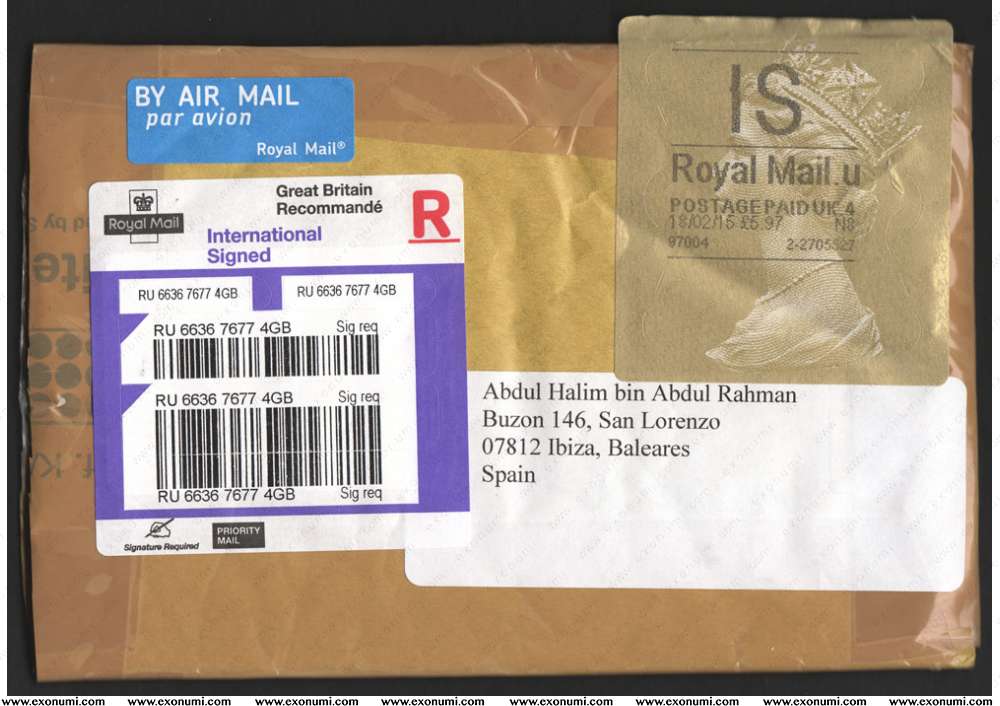 BY AIR MAIL
par avion
Royal Mail®
IS
Royal Mail.u
POSTAGE PAID UK 4
18/02/15 £5.97 N8
97004 2-2705527
Royal Mail
Great Britain
Recommandé
R
International
Signed
RU 6636 7677 4GB RU 6636 7677 4GB
RU 6636 7677 4GB Sig req
RU 6636 7677 4GB Sig req
RU 6636 7677 4GB Sig req
Signature Required
PRIORITY
MAIL
Abdul Halim bin Abdul Rahman
Buzon 146, San Lorenzo
07812 Ibiza, Baleares
Spain
www.exonumi.com www.exonumi.com www.exonumi.com www.exonumi.com www.exonumi.com www.exonumi.com www.exonumi.com www.exonumi.com